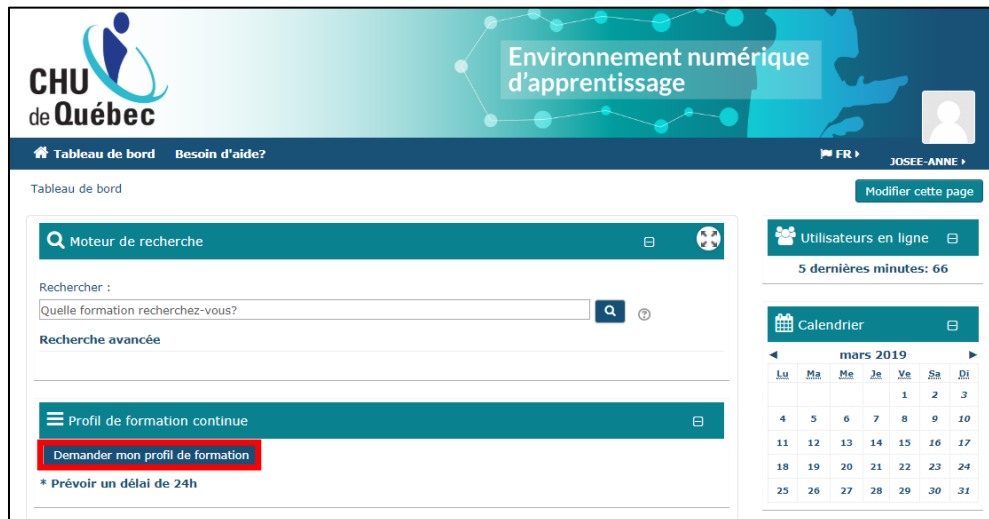 CHU
de Québec
Environnement numérique
d'apprentissage
Tableau de bord Besoin d'aide? FR JOSEE-ANNE
Tableau de bord
Modifier cette page
Moteur de recherche
Rechercher :
Quelle formation recherchez-vous?
Recherche avancée
Profil de formation continue
Demander mon profil de formation
* Prévoir un délai de 24h
Utilisateurs en ligne
5 dernières minutes: 66
Calendrier
mars 2019
Lu Ma Me Je Ve Sa Di
1 2 3
4 5 6 7 8 9 10
11 12 13 14 15 16 17
18 19 20 21 22 23 24
25 26 27 28 29 30 31